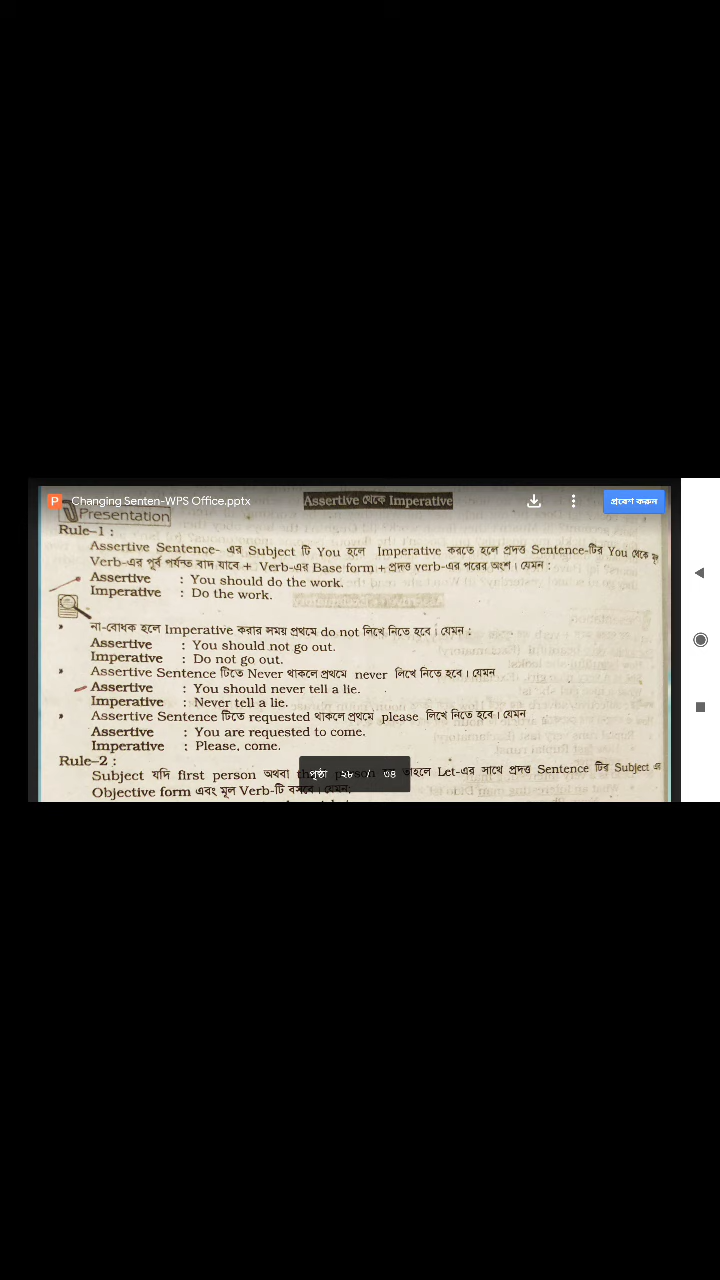 Changing Senten-WPS Office.pptx
Assertive থেকে Imperative
প্রবেশ করুন
Presentation
Rule-1 :
Assertive Sentence- এর Subject টি You হলে Imperative করতে হলে প্রদত্ত Sentence-টির You থেকে মূল
Verb-এর পূর্ব পর্যন্ত বাদ যাবে + Verb-এর Base form + প্রদত্ত verb-এর পরের অংশ। যেমন :
Assertive : You should do the work.
Imperative : Do the work.
না-বোধক হলে Imperative করার সময় প্রথমে do not লিখে নিতে হবে। যেমন :
Assertive : You should not go out.
Imperative : Do not go out.
Assertive Sentence টিতে Never থাকলে প্রথমে never লিখে নিতে হবে। যেমন
Assertive : You should never tell a lie.
Imperative : Never tell a lie.
Assertive Sentence টিতে requested থাকলে প্রথমে please লিখে নিতে হবে। যেমন
Assertive : You are requested to come.
Imperative : Please, come.
Rule-2 :
Subject যদি first person অথবা third person হয় তাহলে Let-এর সাথে প্রদত্ত Sentence টির Subject এর
Objective form এবং মূল Verb-টি বসবে। যেমন:
পৃষ্ঠা ২৮ / ৩৪